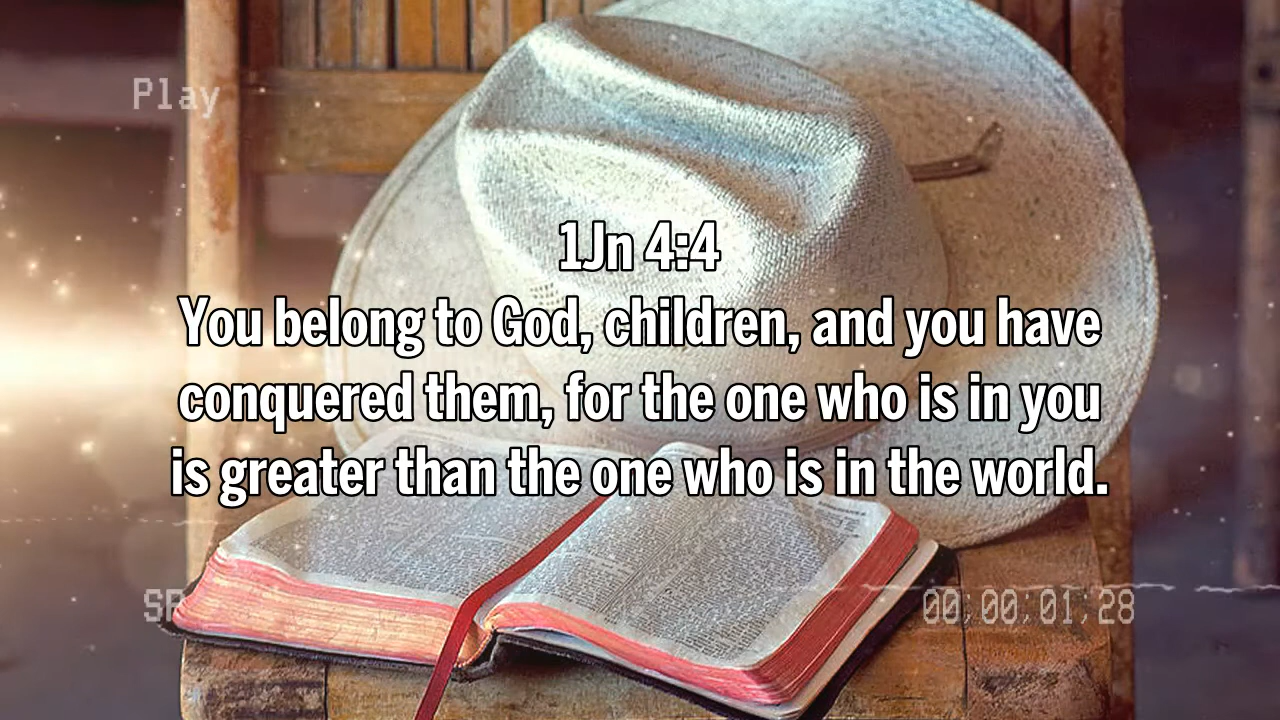 Play
1Jn 4:4
You belong to God, children, and you have
conquered them, for the one who is in you
is greater than the one who is in the world.
SP
00;00;01;28